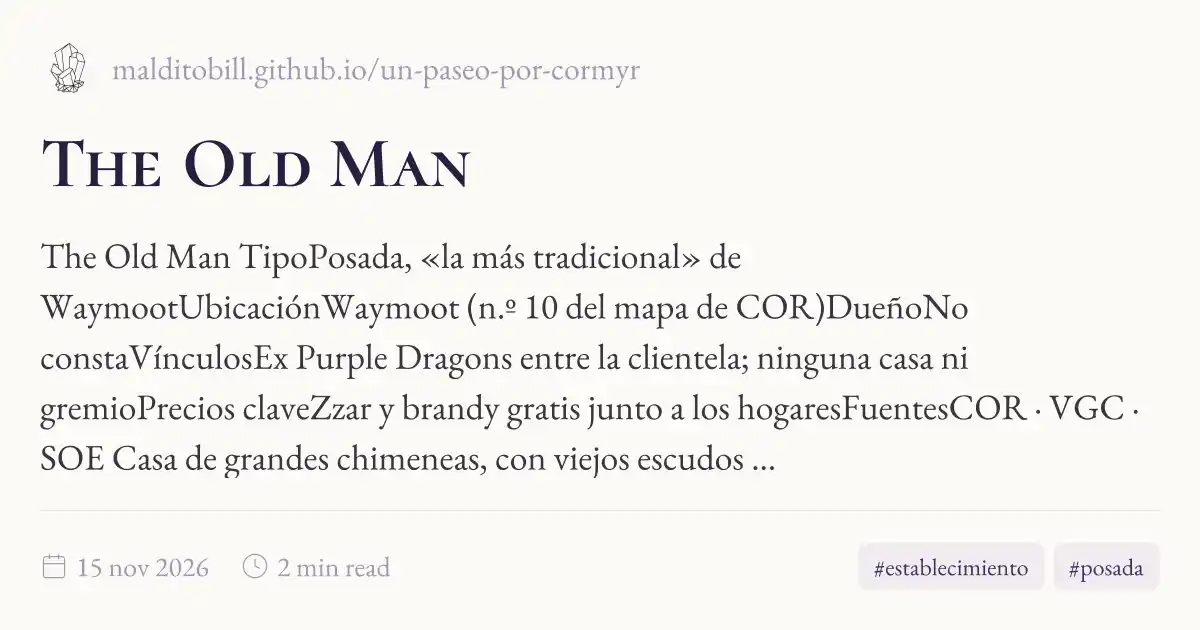 malditobill.github.io/un-paseo-por-cormyr
The Old Man
The Old Man TipoPosada, «la más tradicional» de
WaymootUbicaciónWaymoot (n.º 10 del mapa de COR)DueñoNo
constaVínculosEx Purple Dragons entre la clientela; ninguna casa ni
gremioPrecios claveZzar y brandy gratis junto a los hogaresFuentesCOR · VGC ·
SOE Casa de grandes chimeneas, con viejos escudos ...
15 nov 2026 2 min read #establecimiento #posada